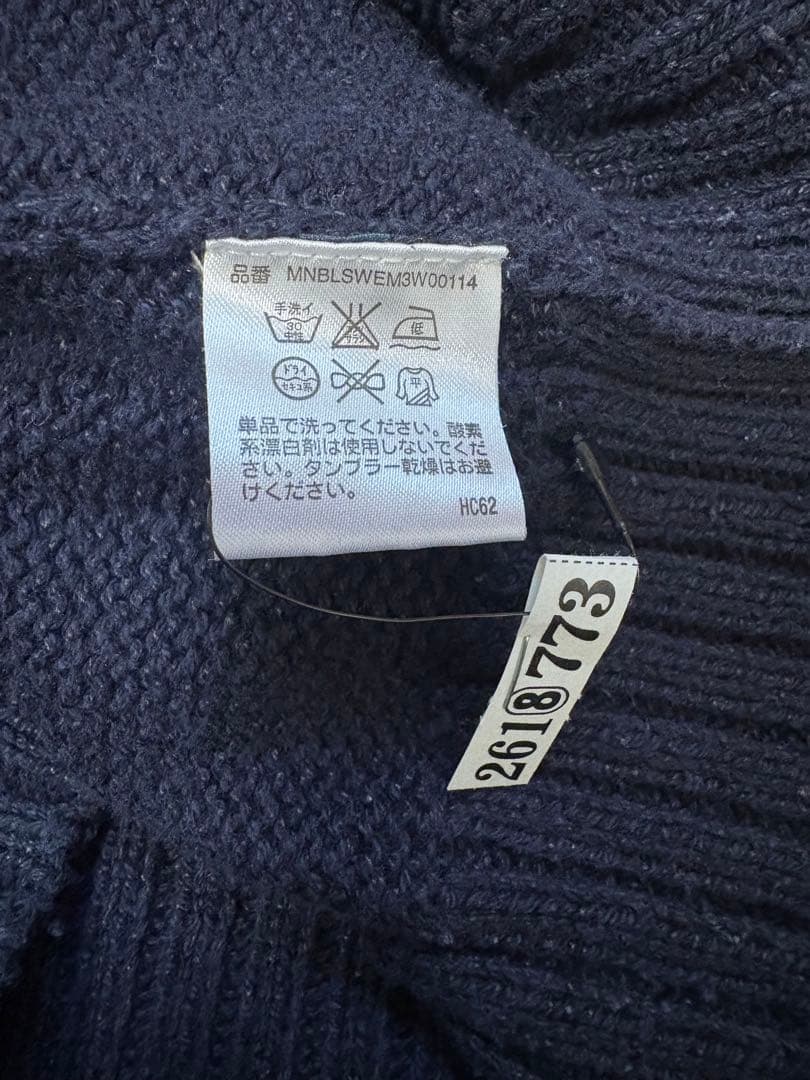 品番 MNBLSWEM3W00114
手洗イ
30
中性
低
ドライ
セキユ系
平
単品で洗ってください。酸素
系漂白剤は使用しないでくだ
さい。タンブラー乾燥はお避
けください。
HC62
2618773